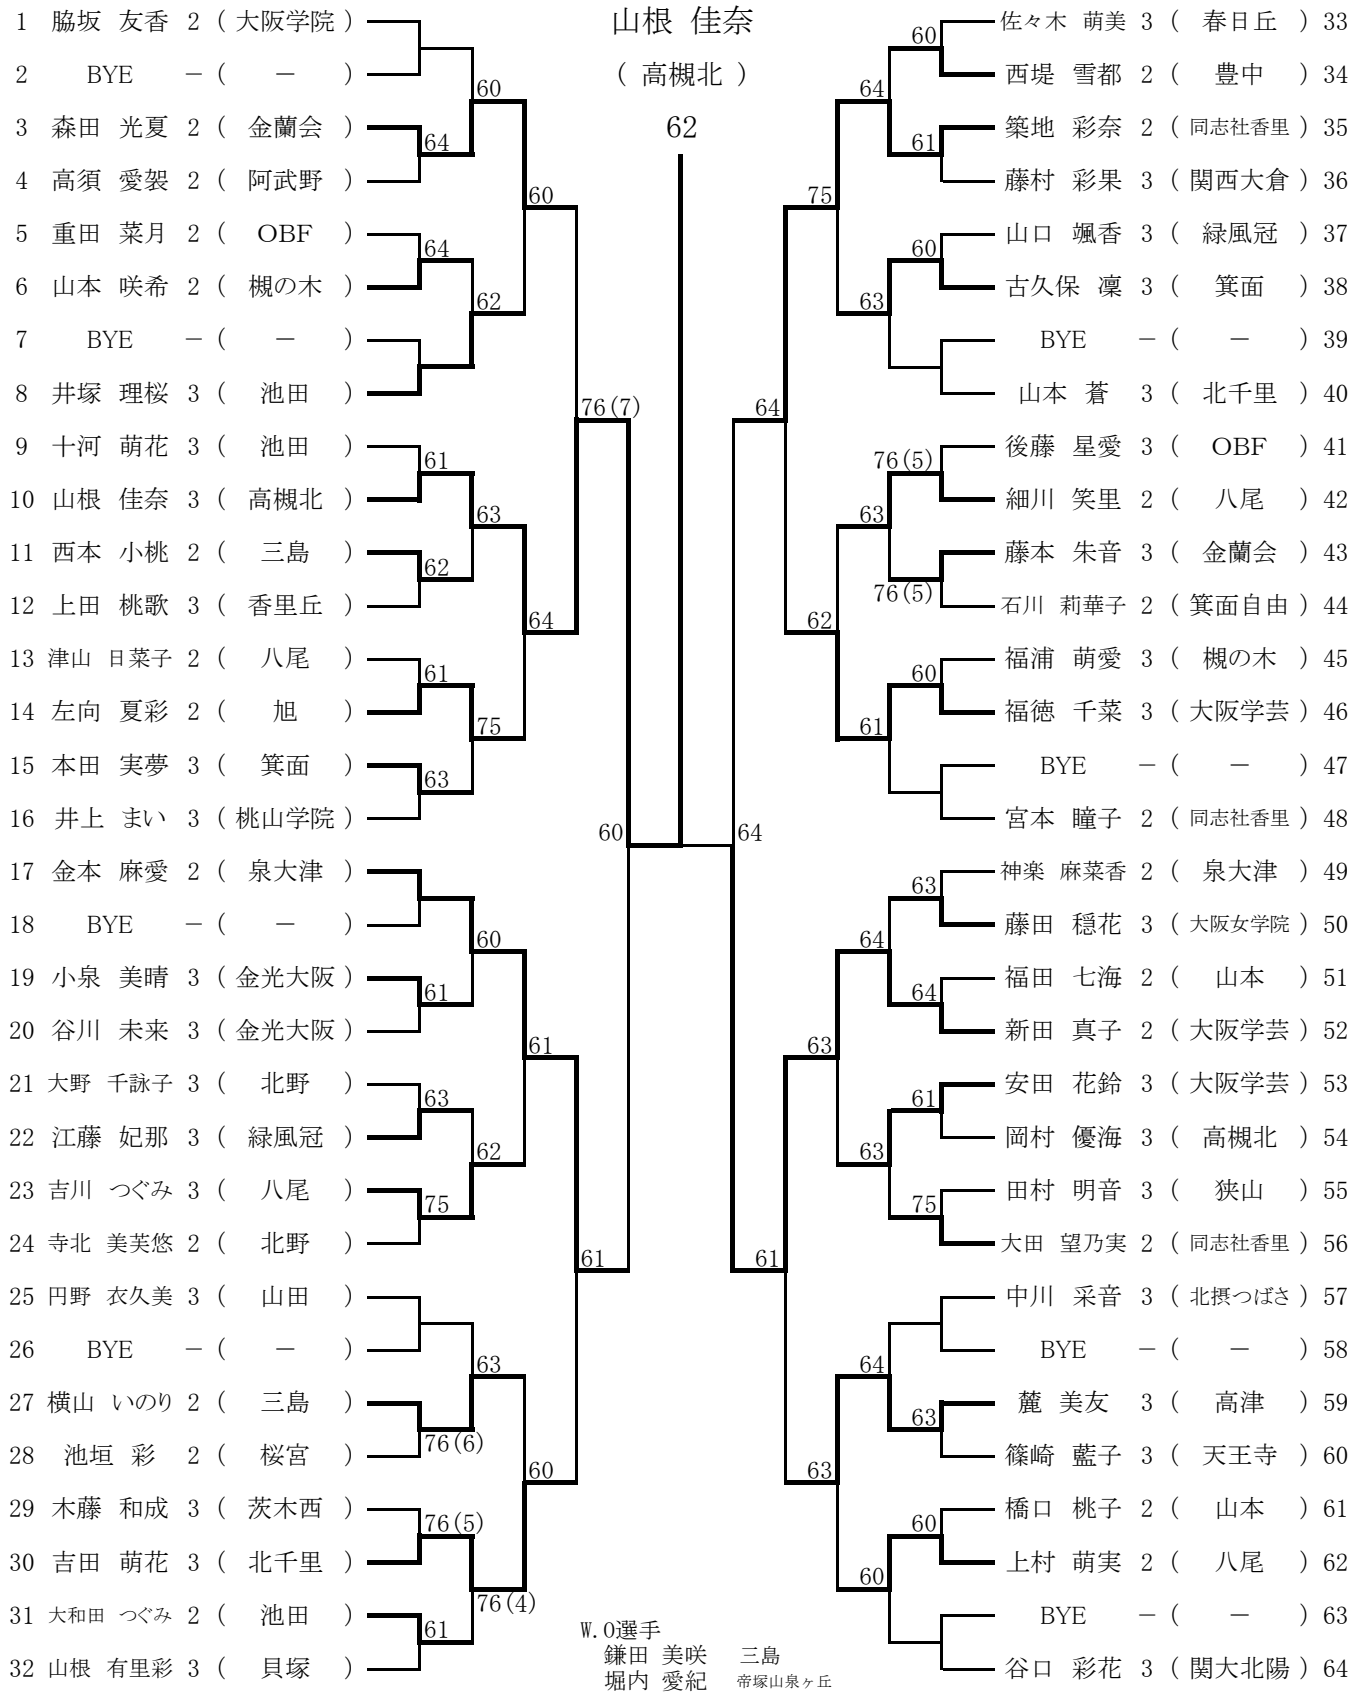 山根 佳奈
( 高槻北 )
62
1 脇坂 友香 2 ( 大阪学院 )
2 BYE － ( － )
60
3 森田 光夏 2 ( 金蘭会 )
64
4 高須 愛袈 2 ( 阿武野 )
60
5 重田 菜月 2 ( OBF )
64
6 山本 咲希 2 ( 槻の木 )
62
7 BYE － ( － )
8 井塚 理桜 3 ( 池田 )
76(7)
9 十河 萌花 3 ( 池田 )
61
10 山根 佳奈 3 ( 高槻北 )
63
11 西本 小桃 2 ( 三島 )
62
12 上田 桃歌 3 ( 香里丘 )
64
13 津山 日菜子 2 ( 八尾 )
61
14 左向 夏彩 2 ( 旭 )
75
15 本田 実夢 3 ( 箕面 )
63
16 井上 まい 3 ( 桃山学院 )
60
17 金本 麻愛 2 ( 泉大津 )
18 BYE － ( － )
60
19 小泉 美晴 3 ( 金光大阪 )
61
20 谷川 未来 3 ( 金光大阪 )
61
21 大野 千詠子 3 ( 北野 )
63
22 江藤 妃那 3 ( 緑風冠 )
62
23 吉川 つぐみ 3 ( 八尾 )
75
24 寺北 美芙悠 2 ( 北野 )
61
25 円野 衣久美 3 ( 山田 )
26 BYE － ( － )
63
27 横山 いのり 2 ( 三島 )
76(6)
28 池垣 彩 2 ( 桜宮 )
60
29 木藤 和成 3 ( 茨木西 )
76(5)
30 吉田 萌花 3 ( 北千里 )
76(4)
31 大和田 つぐみ 2 ( 池田 )
61
32 山根 有里彩 3 ( 貝塚 )
佐々木 萌美 3 ( 春日丘 ) 33
60
西堤 雪都 2 ( 豊中 ) 34
64
築地 彩奈 2 ( 同志社香里 ) 35
61
藤村 彩果 3 ( 関西大倉 ) 36
75
山口 颯香 3 ( 緑風冠 ) 37
60
古久保 凜 3 ( 箕面 ) 38
63
BYE － ( － ) 39
山本 蒼 3 ( 北千里 ) 40
64
後藤 星愛 3 ( OBF ) 41
76(5)
細川 笑里 2 ( 八尾 ) 42
63
藤本 朱音 3 ( 金蘭会 ) 43
76(5)
石川 莉華子 2 ( 箕面自由 ) 44
62
福浦 萌愛 3 ( 槻の木 ) 45
60
福徳 千菜 3 ( 大阪学芸 ) 46
61
BYE － ( － ) 47
宮本 瞳子 2 ( 同志社香里 ) 48
64
神楽 麻菜香 2 ( 泉大津 ) 49
63
藤田 穏花 3 ( 大阪女学院 ) 50
64
福田 七海 2 ( 山本 ) 51
64
新田 真子 2 ( 大阪学芸 ) 52
63
安田 花鈴 3 ( 大阪学芸 ) 53
61
岡村 優海 3 ( 高槻北 ) 54
63
田村 明音 3 ( 狭山 ) 55
75
大田 望乃実 2 ( 同志社香里 ) 56
61
中川 采音 3 ( 北摂つばさ ) 57
BYE － ( － ) 58
64
麓 美友 3 ( 高津 ) 59
63
篠崎 藍子 3 ( 天王寺 ) 60
63
橋口 桃子 2 ( 山本 ) 61
60
上村 萌実 2 ( 八尾 ) 62
60
BYE － ( － ) 63
谷口 彩花 3 ( 関大北陽 ) 64
W.O選手
鎌田 美咲 三島
堀内 愛紀 帝塚山泉ヶ丘